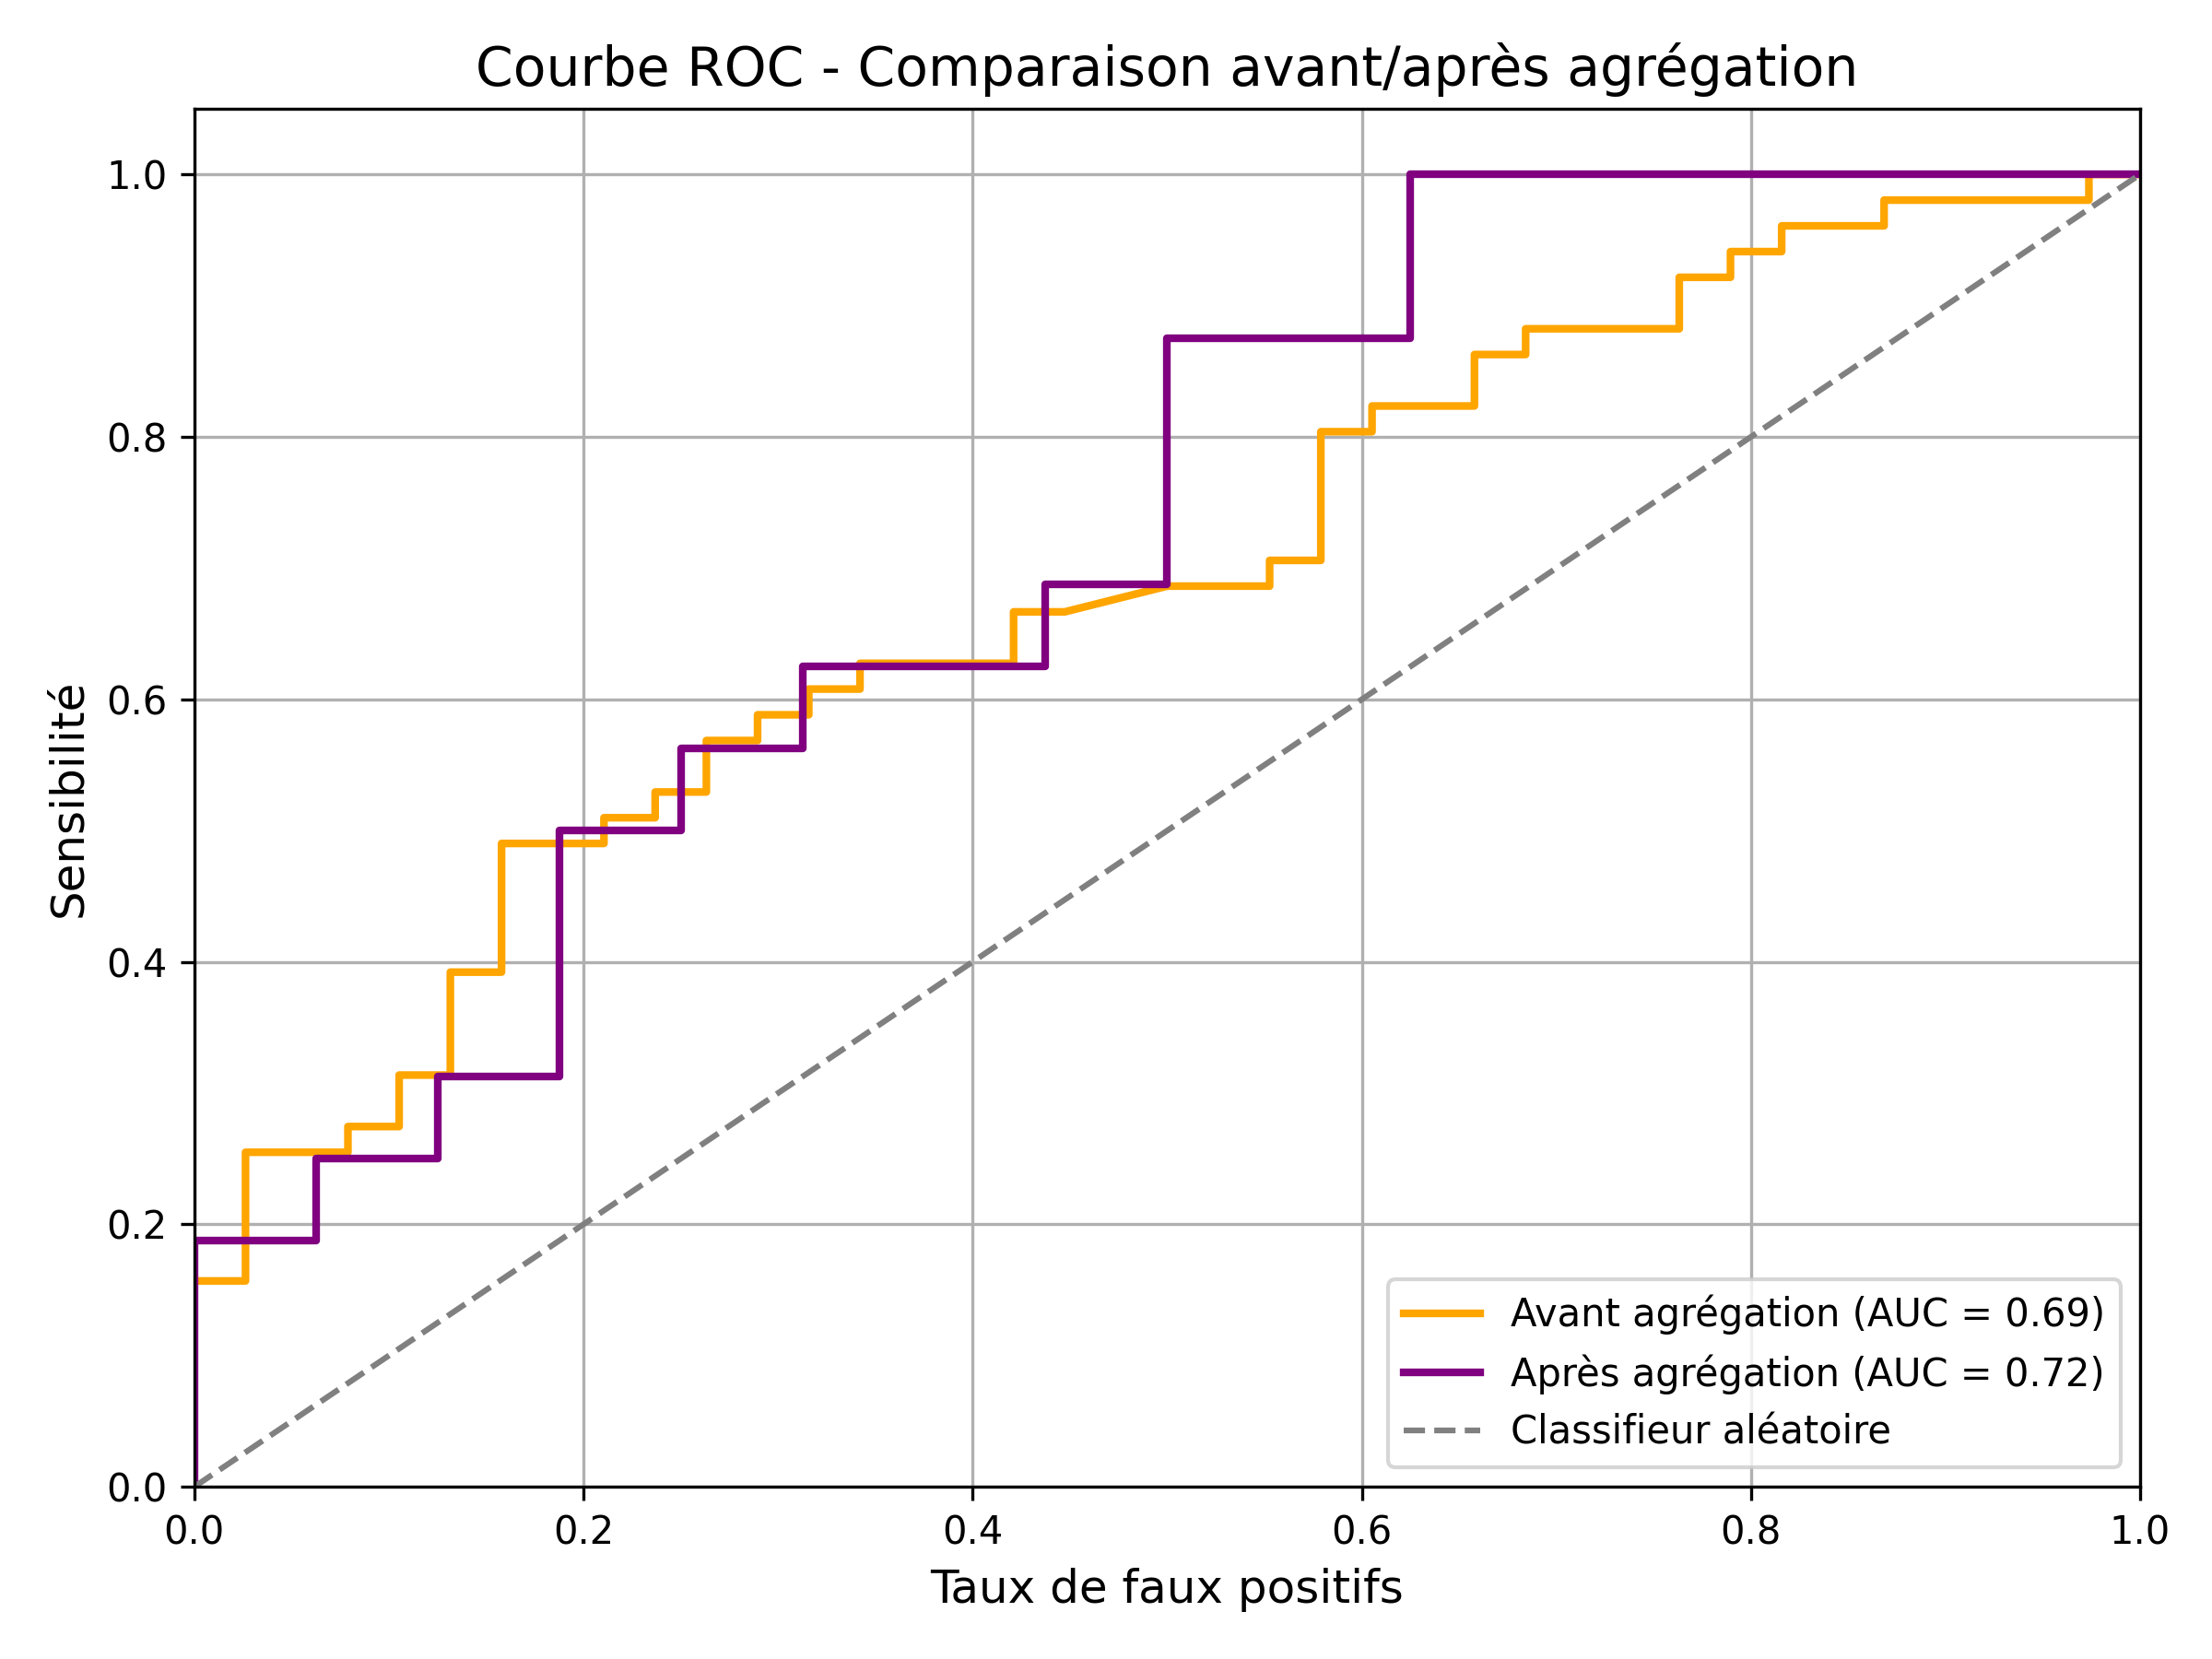 Courbe ROC - Comparaison avant/après agrégation
Sensibilité
1.0
0.8
0.6
0.4
0.2
0.0
0.0 0.2 0.4 0.6 0.8 1.0
Taux de faux positifs
Avant agrégation (AUC = 0.69)
Après agrégation (AUC = 0.72)
Classifieur aléatoire